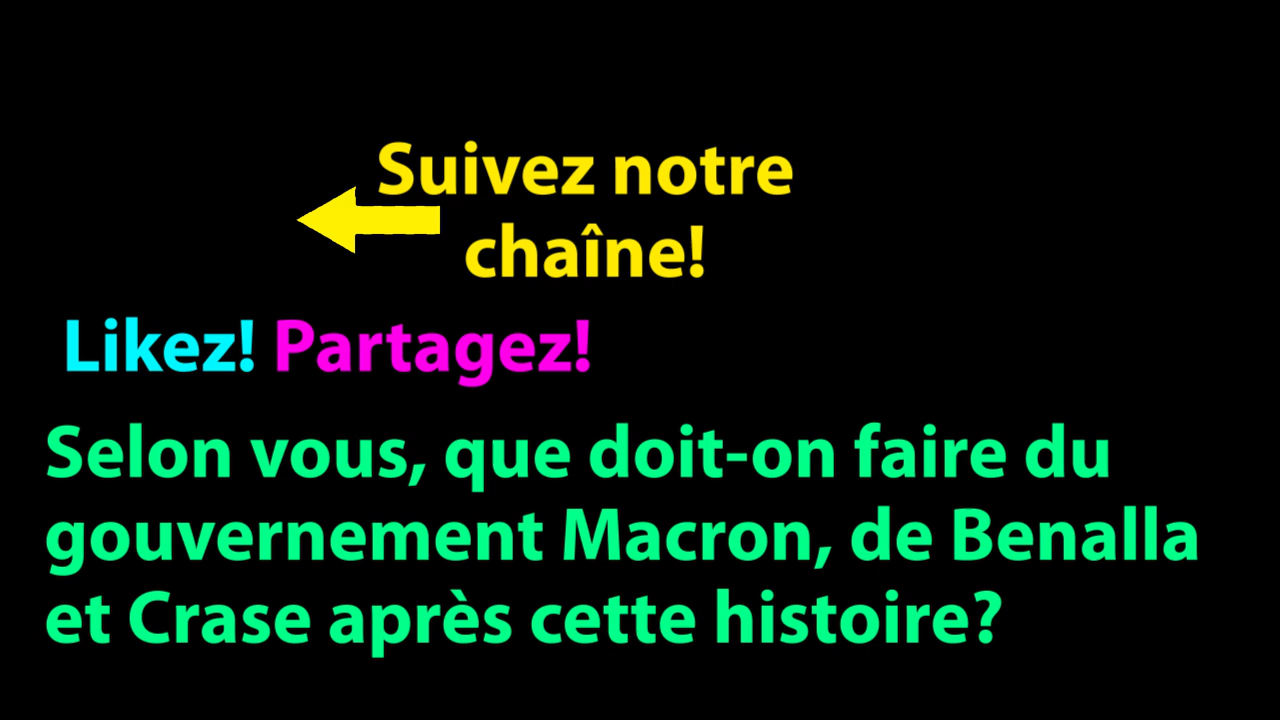 Suivez notre
chaîne!
Likez! Partagez!
Selon vous, que doit-on faire du
gouvernement Macron, de Benalla
et Crase après cette histoire?